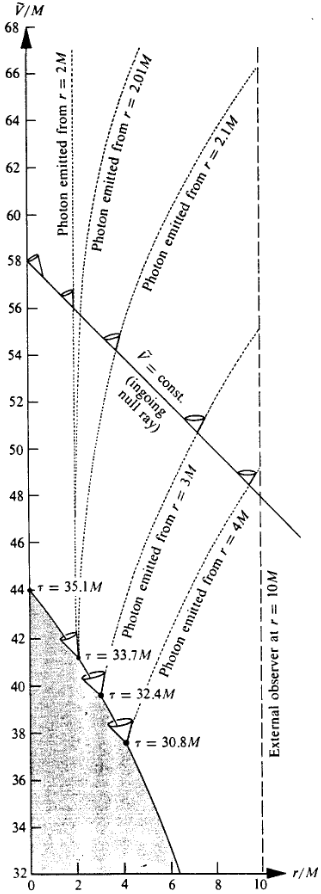 Ṽ/M
68
66
64
62
60
58
56
54
52
51
50
48
46
44
42
40
38
36
34
32
Photon emitted from r = 2M
Photon emitted from r = 2.01M
Photon emitted from r = 2.1M
Ṽ = const.
(ingoing
null ray)
Photon emitted from r = 3M
Photon emitted from r = 4M
External observer at r = 10M
τ = 35.1M
τ = 33.7M
τ = 32.4M
τ = 30.8M
0
2
4
6
8
10
r/M